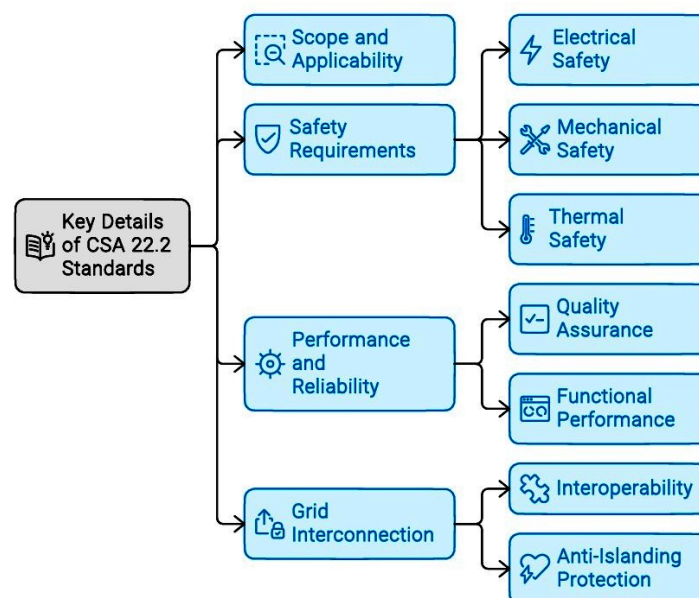 Key Details
of CSA 22.2
Standards
Scope and
Applicability
Safety
Requirements
Electrical
Safety
Mechanical
Safety
Thermal
Safety
Performance
and
Reliability
Quality
Assurance
Functional
Performance
Grid
Interconnection
Interoperability
Anti-Islanding
Protection